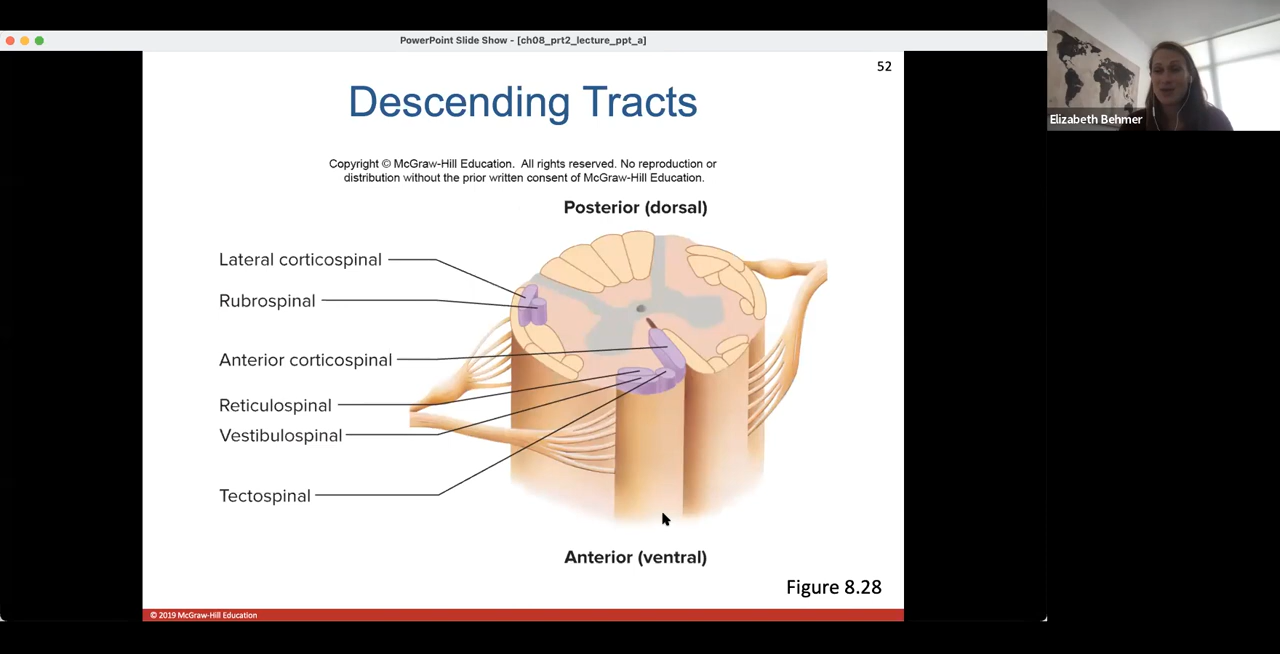 PowerPoint Slide Show - [ch08_prt2_lecture_ppt_a]
52
Descending Tracts
Copyright © McGraw-Hill Education. All rights reserved. No reproduction or
distribution without the prior written consent of McGraw-Hill Education.
Posterior (dorsal)
Lateral corticospinal
Rubrospinal
Anterior corticospinal
Reticulospinal
Vestibulospinal
Tectospinal
Anterior (ventral)
Figure 8.28
© 2019 McGraw-Hill Education
Elizabeth Behmer